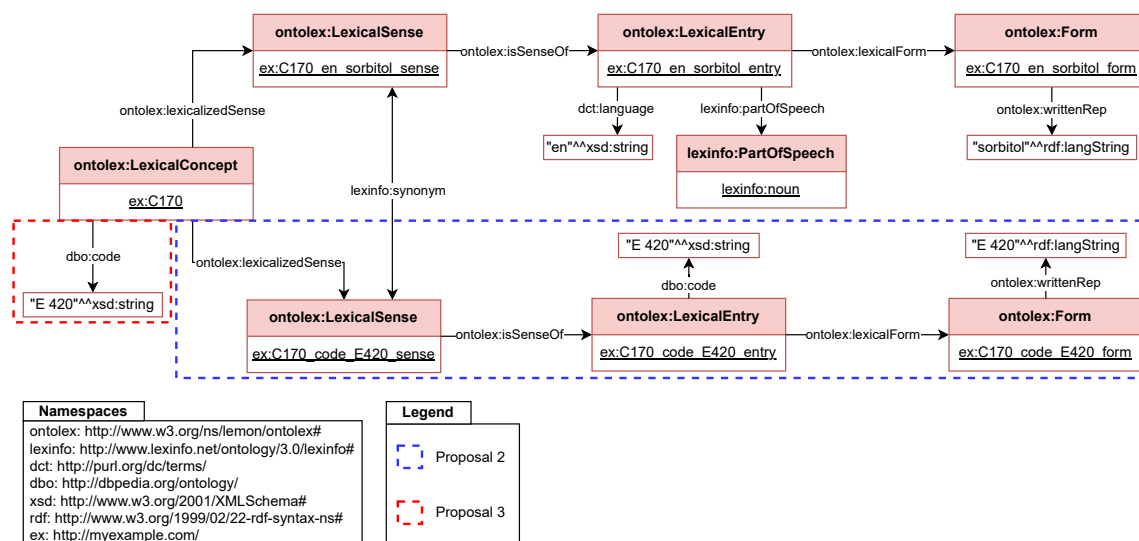 ontolex:LexicalSense
ex:C170_en_sorbitol_sense
ontolex:isSenseOf
ontolex:LexicalEntry
ex:C170_en_sorbitol_entry
ontolex:lexicalForm
ontolex:Form
ex:C170_en_sorbitol_form
ontolex:lexicalizedSense
dct:language
lexinfo:partOfSpeech
ontolex:writtenRep
"en"^^xsd:string
lexinfo:PartOfSpeech
lexinfo:noun
"sorbitol"^^rdf:langString
ontolex:LexicalConcept
ex:C170
lexinfo:synonym
dbo:code
"E 420"^^xsd:string
ontolex:lexicalizedSense
"E 420"^^xsd:string
dbo:code
"E 420"^^rdf:langString
ontolex:writtenRep
ontolex:LexicalSense
ex:C170_code_E420_sense
ontolex:isSenseOf
ontolex:LexicalEntry
ex:C170_code_E420_entry
ontolex:lexicalForm
ontolex:Form
ex:C170_code_E420_form
Namespaces
ontolex: http://www.w3.org/ns/lemon/ontolex#
lexinfo: http://www.lexinfo.net/ontology/3.0/lexinfo#
dct: http://purl.org/dc/terms/
dbo: http://dbpedia.org/ontology/
xsd: http://www.w3.org/2001/XMLSchema#
rdf: http://www.w3.org/1999/02/22-rdf-syntax-ns#
ex: http://myexample.com/
Legend
Proposal 2
Proposal 3